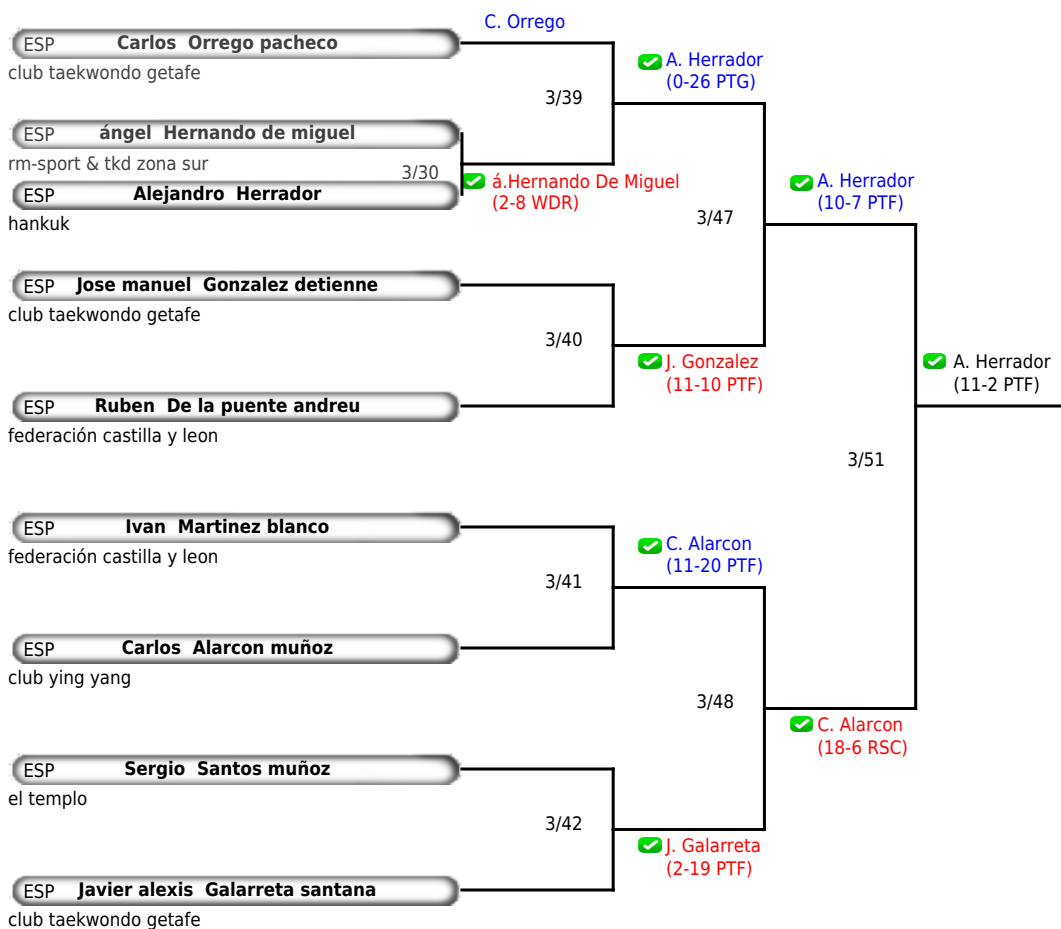 C. Orrego
ESP Carlos Orrego pacheco
club taekwondo getafe
A. Herrador
(0-26 PTG)
3/39
ESP ángel Hernando de miguel
rm-sport & tkd zona sur
3/30
á.Hernando De Miguel
(2-8 WDR)
ESP Alejandro Herrador
hankuk
A. Herrador
(10-7 PTF)
3/47
ESP Jose manuel Gonzalez detienne
club taekwondo getafe
3/40
J. Gonzalez
(11-10 PTF)
A. Herrador
(11-2 PTF)
ESP Ruben De la puente andreu
federación castilla y leon
3/51
ESP Ivan Martinez blanco
federación castilla y leon
C. Alarcon
(11-20 PTF)
3/41
ESP Carlos Alarcon muñoz
club ying yang
3/48
C. Alarcon
(18-6 RSC)
ESP Sergio Santos muñoz
el templo
3/42
J. Galarreta
(2-19 PTF)
ESP Javier alexis Galarreta santana
club taekwondo getafe